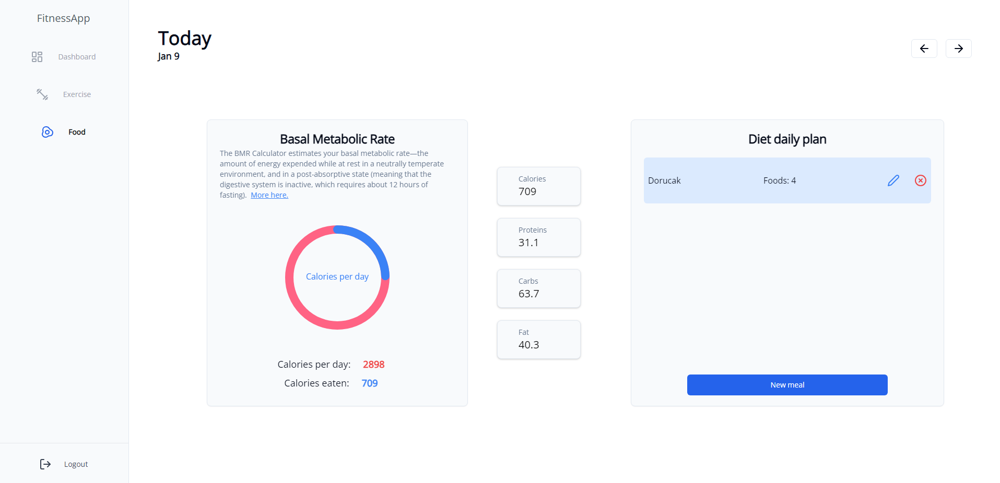 FitnessApp
Dashboard
Exercise
Food
Logout
Today
Jan 9
Basal Metabolic Rate
The BMR Calculator estimates your basal metabolic rate—the
amount of energy expended while at rest in a neutrally temperate
environment, and in a post-absorptive state (meaning that the
digestive system is inactive, which requires about 12 hours of
fasting). More here.
Calories per day
Calories per day: 2898
Calories eaten: 709
Calories
709
Proteins
31.1
Carbs
63.7
Fat
40.3
Diet daily plan
Dorucak Foods: 4
New meal